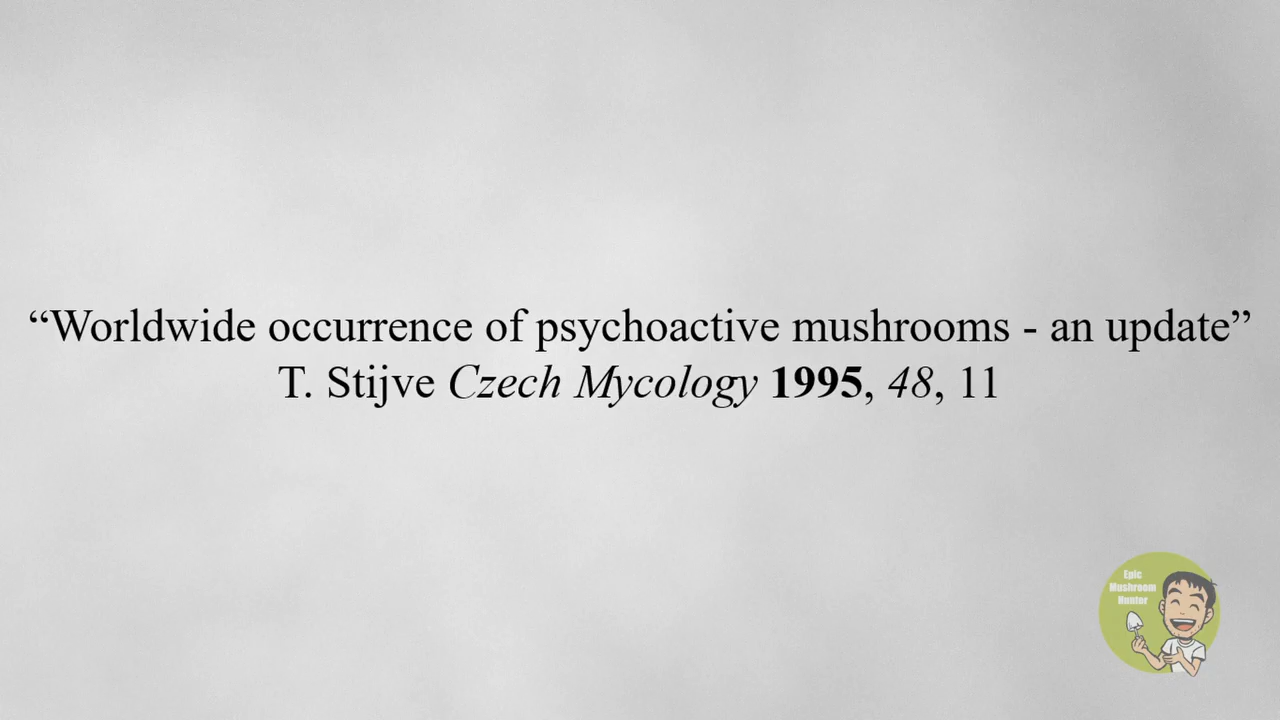 “Worldwide occurrence of psychoactive mushrooms - an update”
T. Stijve Czech Mycology 1995, 48, 11
Epic
Mushroom
Hunter